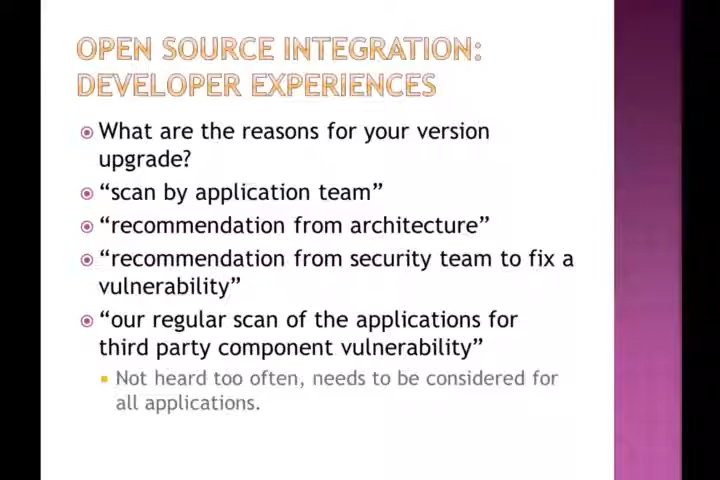 OPEN SOURCE INTEGRATION:
DEVELOPER EXPERIENCES
What are the reasons for your version
upgrade?
“scan by application team”
“recommendation from architecture”
“recommendation from security team to fix a
vulnerability”
“our regular scan of the applications for
third party component vulnerability”
Not heard too often, needs to be considered for
all applications.